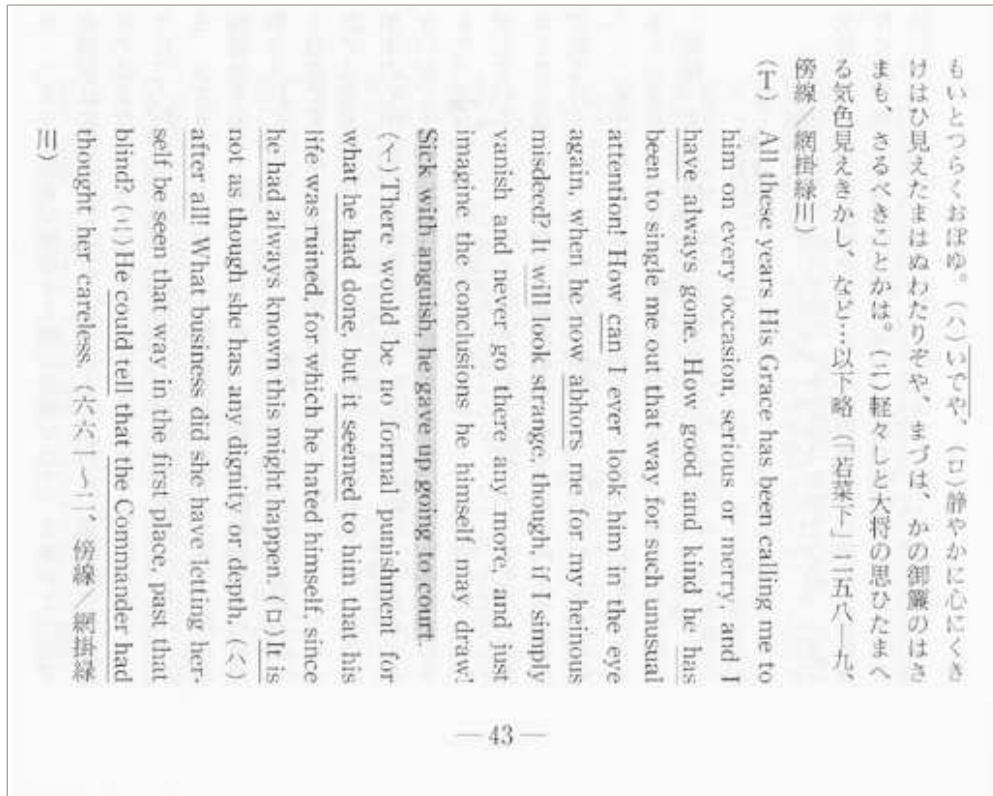 もいとつらくおぼゆ。(ハ)いでや、(ロ)静やかに心にくき
けはひ見えたまはぬわたりぞや、まづは、かの御簾のはさ
まも、さるべきことかは。(ニ)軽々しと大将の思ひたまへ
る気色見えきかし、など…以下略(「若菜下」二五八―九、
傍線/網掛緑川)
(T) All these years His Grace has been calling me to
him on every occasion, serious or merry, and I
have always gone. How good and kind he has
been to single me out that way for such unusual
attention! How can I ever look him in the eye
again, when he now abhors me for my heinous
misdeed? It will look strange, though, if I simply
vanish and never go there any more, and just
imagine the conclusions he himself may draw!
Sick with anguish, he gave up going to court.
(イ)There would be no formal punishment for
what he had done, but it seemed to him that his
life was ruined, for which he hated himself, since
he had always known this might happen. (ロ)It is
not as though she has any dignity or depth, (ハ)
after all! What business did she have letting her-
self be seen that way in the first place, past that
blind? (ニ)He could tell that the Commander had
thought her careless. (六六一~二、傍線/網掛緑
川)
— 43 —